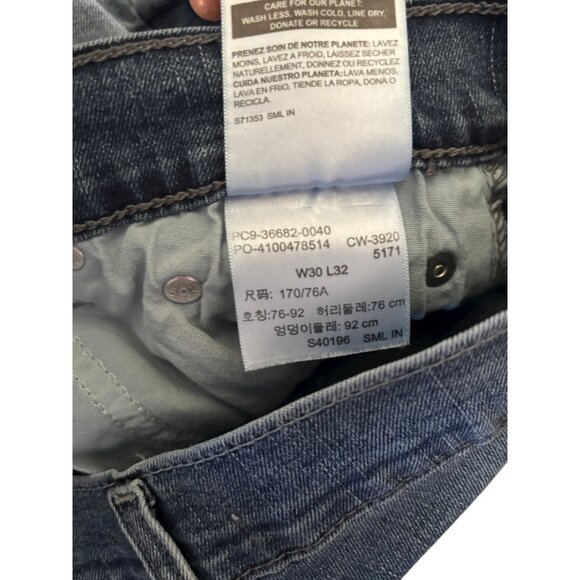 CARE FOR OUR PLANET:
WASH LESS, WASH COLD, LINE DRY,
DONATE OR RECYCLE
PRENEZ SOIN DE NOTRE PLANETE: LAVEZ
MOINS, LAVEZ A FROID, LAISSEZ SECHER
NATURELLEMENT, DONNEZ OU RECYCLEZ
CUIDA NUESTRO PLANETA: LAVA MENOS,
LAVA EN FRIO, TIENDE LA ROPA, DONA O
RECICLA.
S71353 SML IN
PC9-36682-0040
PO-4100478514 CW-3920
5171
W30 L32
尺码: 170/76A
호칭:76-92 허리둘레:76 cm
엉덩이둘레: 92 cm
S40196 SML IN